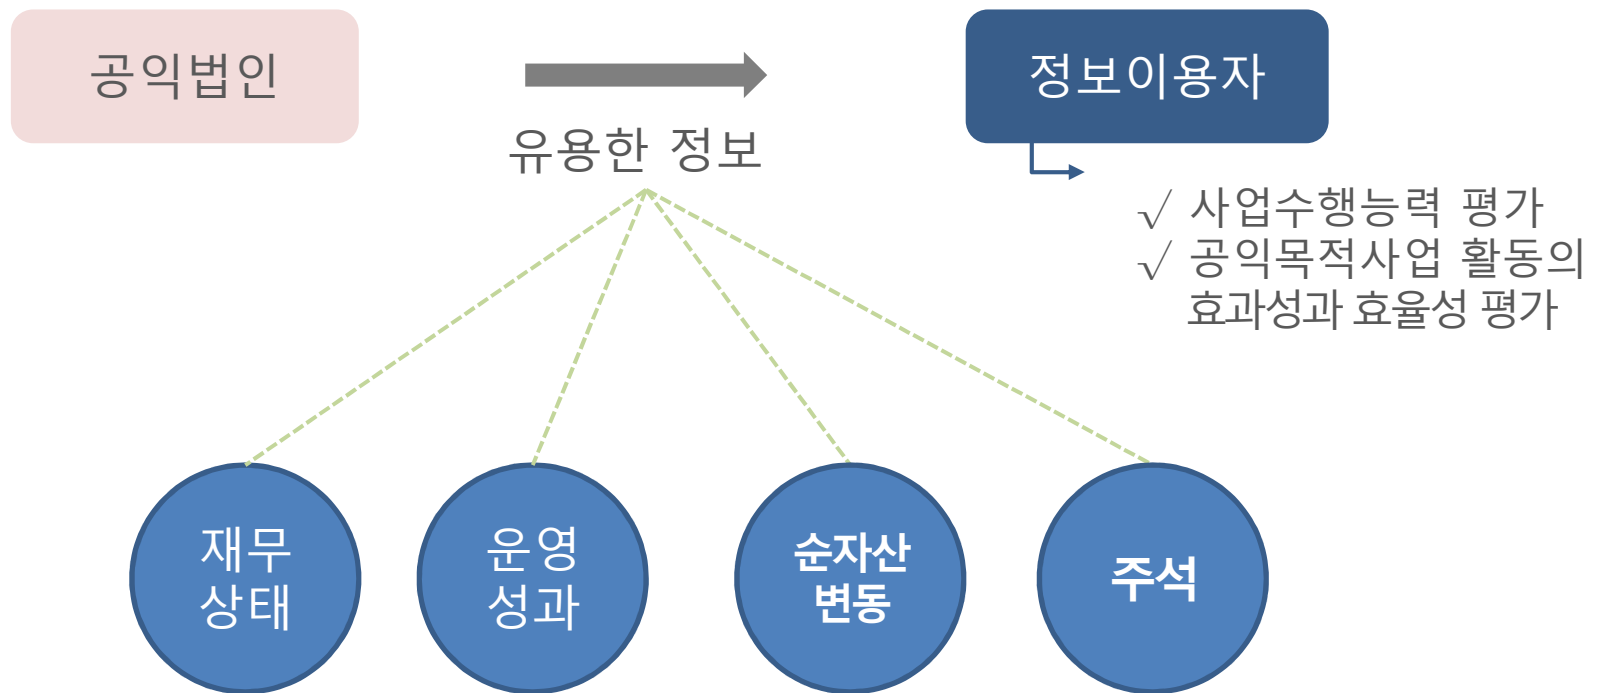 공익법인
유용한 정보
정보이용자
√ 사업수행능력 평가
√ 공익목적사업 활동의
효과성과 효율성 평가
재무
상태
운영
성과
순자산
변동
주석